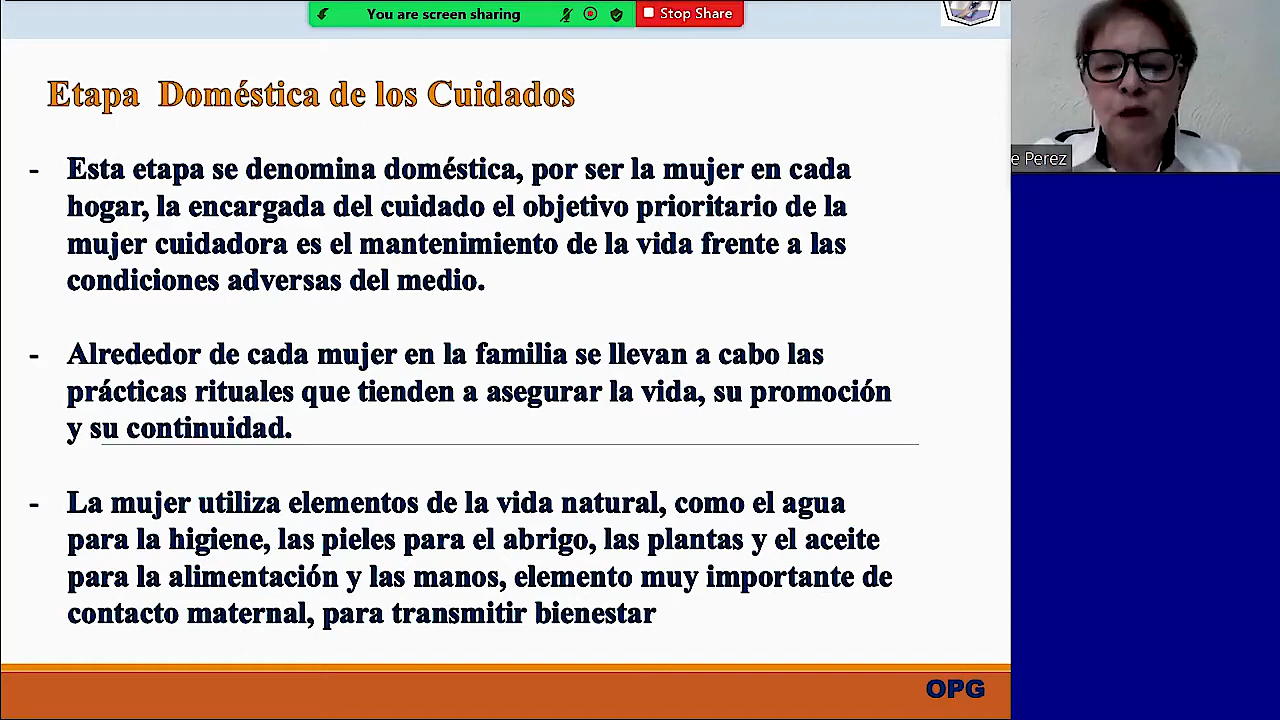 You are screen sharing
Stop Share
Etapa Doméstica de los Cuidados
- Esta etapa se denomina doméstica, por ser la mujer en cada
hogar, la encargada del cuidado el objetivo prioritario de la
mujer cuidadora es el mantenimiento de la vida frente a las
condiciones adversas del medio.
- Alrededor de cada mujer en la familia se llevan a cabo las
prácticas rituales que tienden a asegurar la vida, su promoción
y su continuidad.
- La mujer utiliza elementos de la vida natural, como el agua
para la higiene, las pieles para el abrigo, las plantas y el aceite
para la alimentación y las manos, elemento muy importante de
contacto maternal, para transmitir bienestar
OPG
e Perez